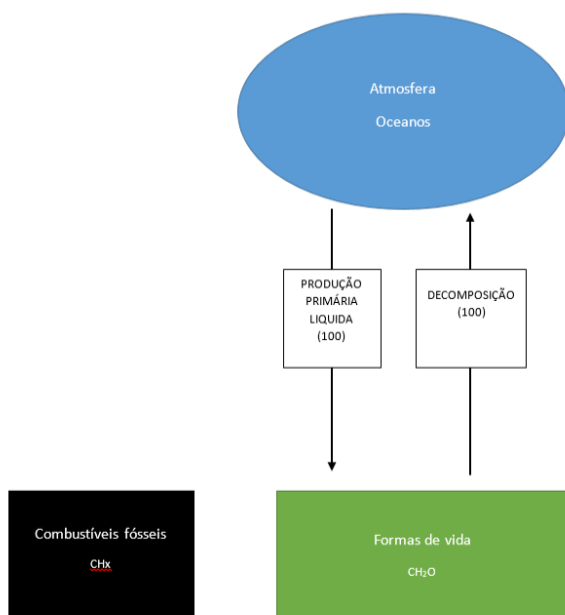 Atmosfera
Oceanos
PRODUÇÃO
PRIMÁRIA
LIQUIDA
(100)
DECOMPOSIÇÃO
(100)
Combustíveis fósseis
CHx
Formas de vida
CH₂O